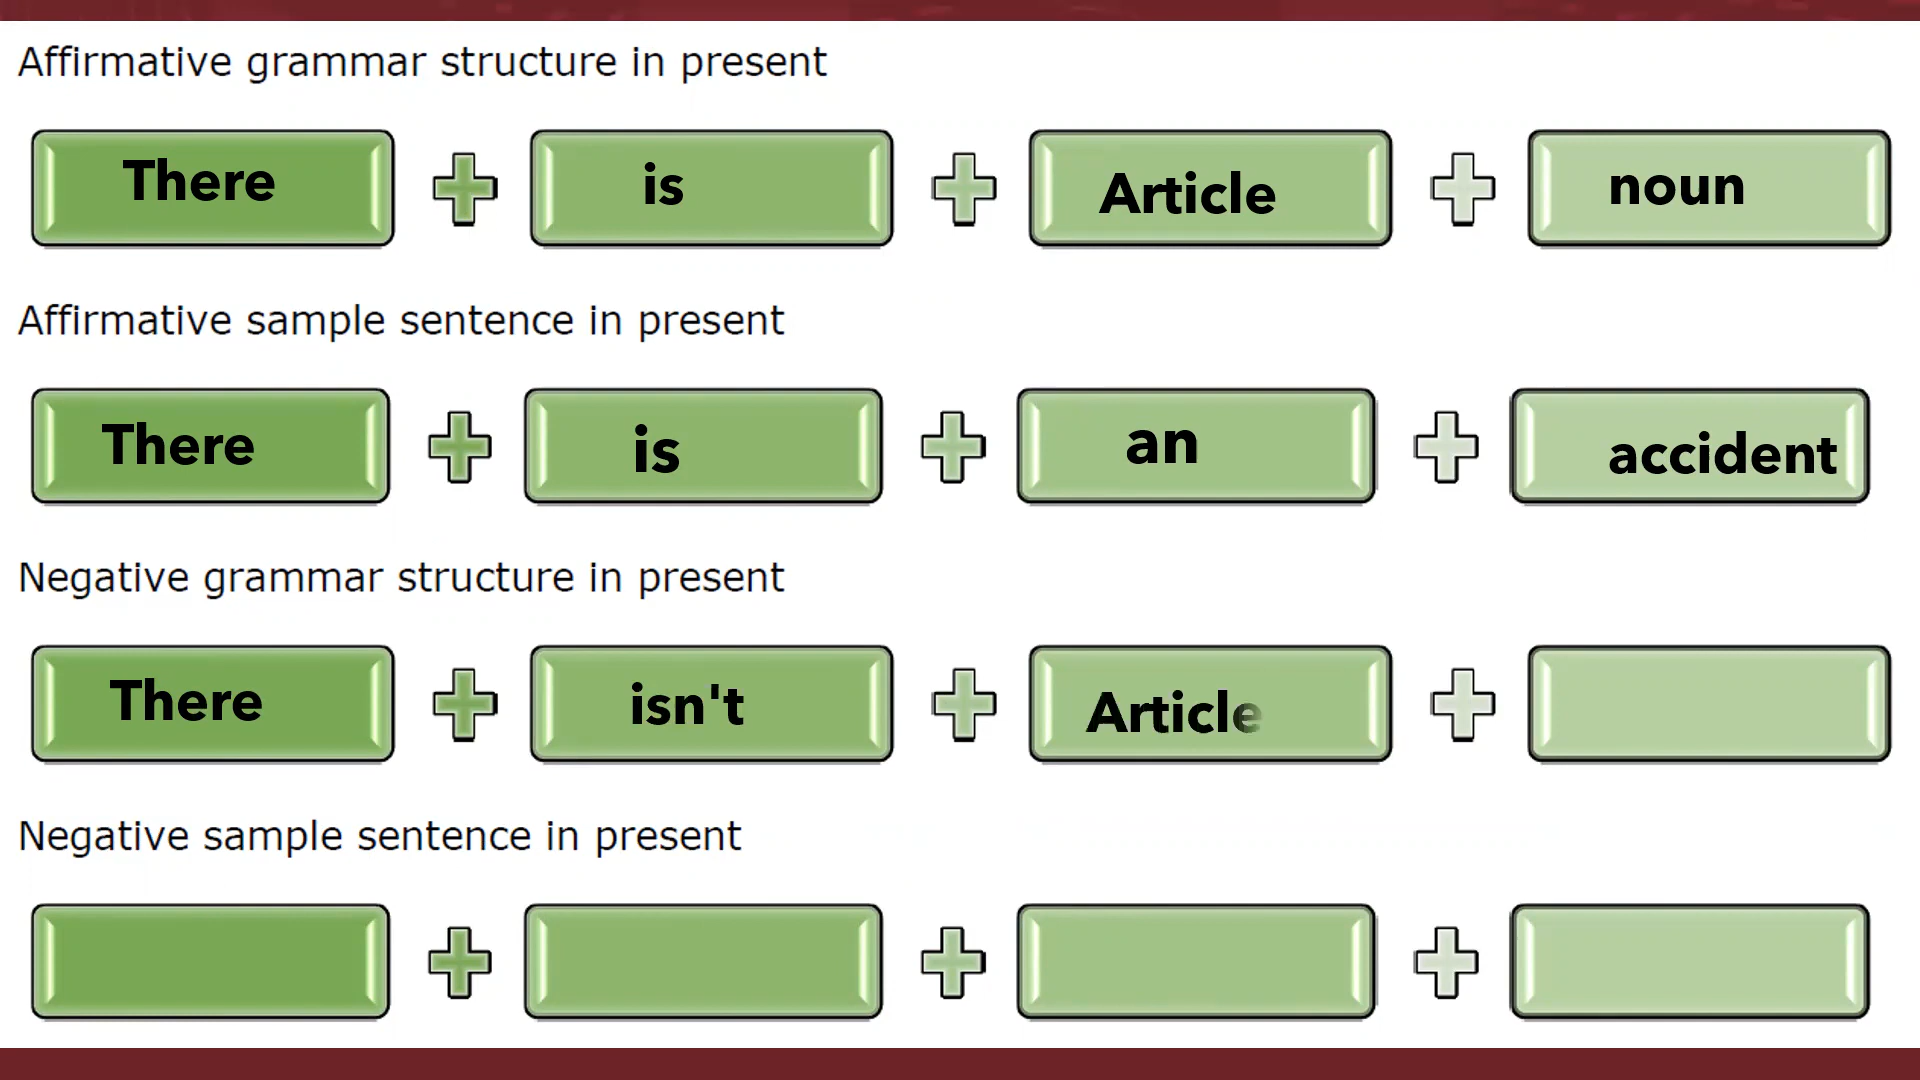 Affirmative grammar structure in present
There + is + Article + noun
Affirmative sample sentence in present
There + is + an + accident
Negative grammar structure in present
There + isn't + Article +
Negative sample sentence in present
+ + +